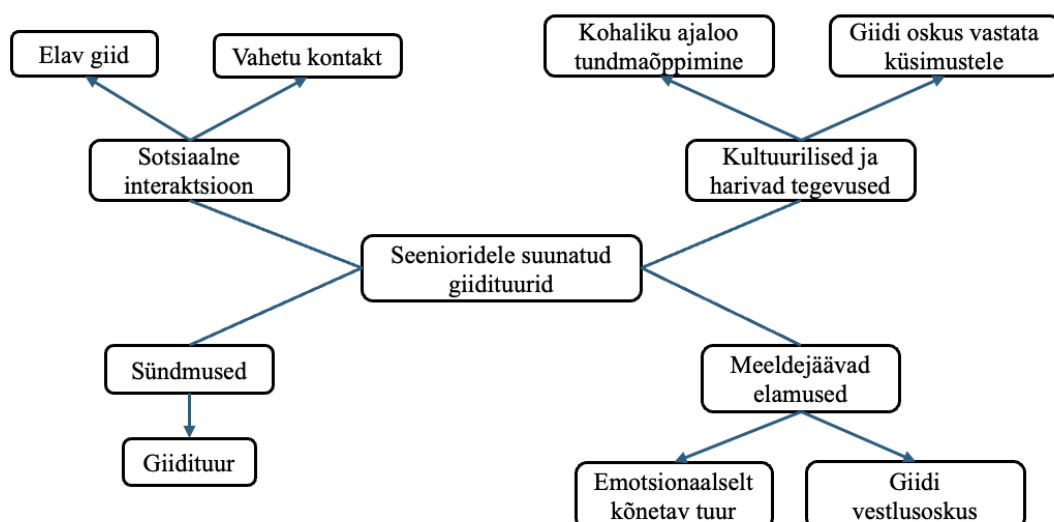 Elav giid
Vahetu kontakt
Kohaliku ajaloo
tundmaõppimine
Giidi oskus vastata
küsimustele
Sotsiaalne
interaktsioon
Kultuurilised ja
harivad tegevused
Seenioridele suunatud
giidituurid
Sündmused
Meeldejäävad
elamused
Giidituur
Emotsionaalselt
kõnetav tuur
Giidi
vestlusoskus